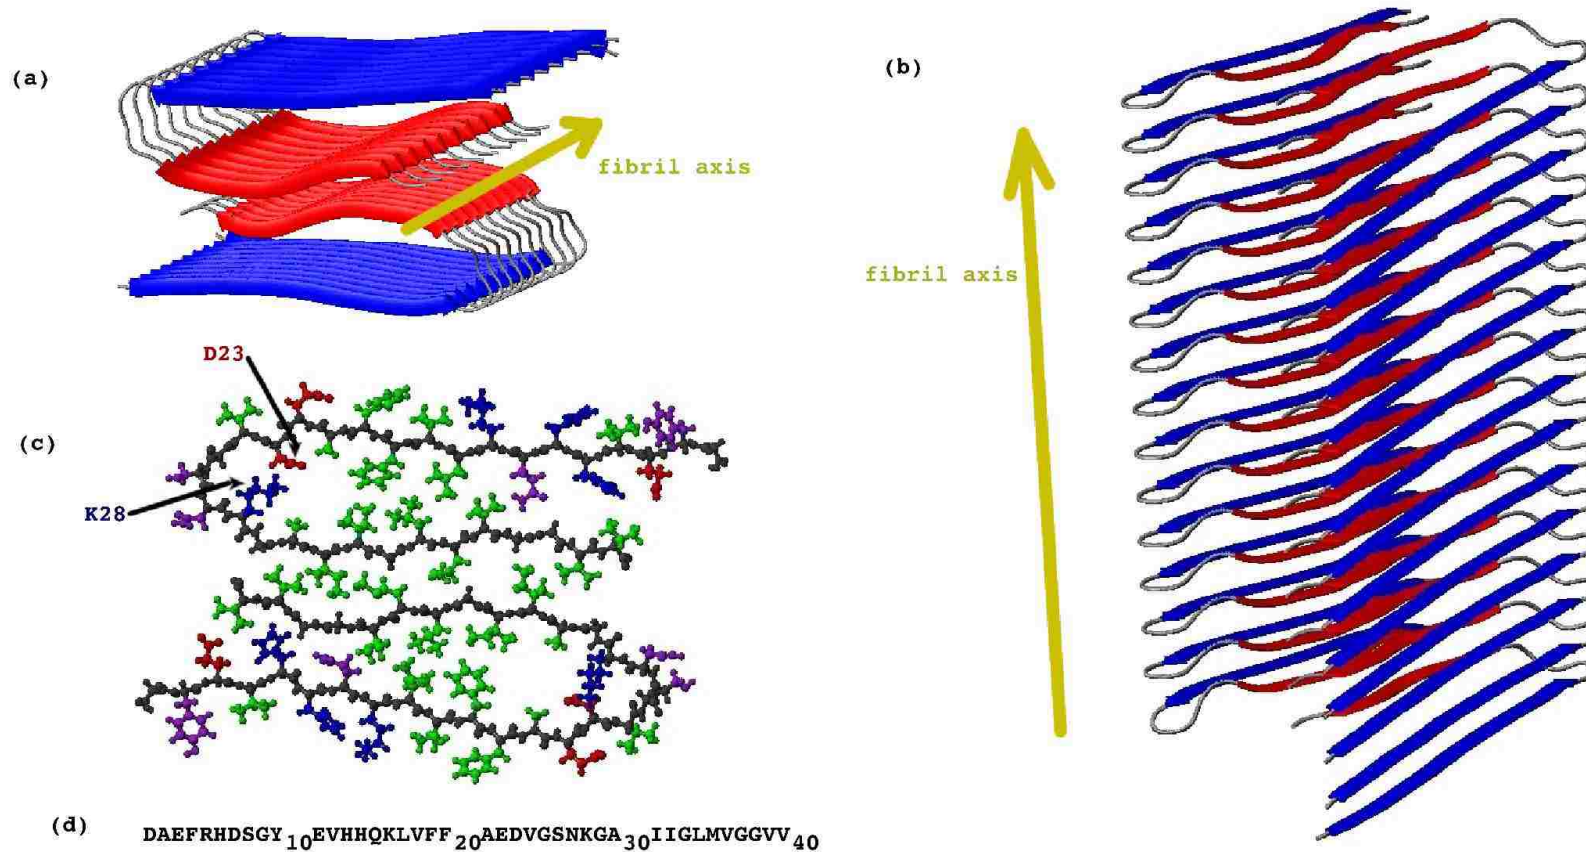 (a)
fibril axis
(b)
fibril axis
D23
(c)
K28
(d) DAEFRHDSGY10EVHHQKLVFF20AEDVGSNKGA30IIGLMVGGVV40